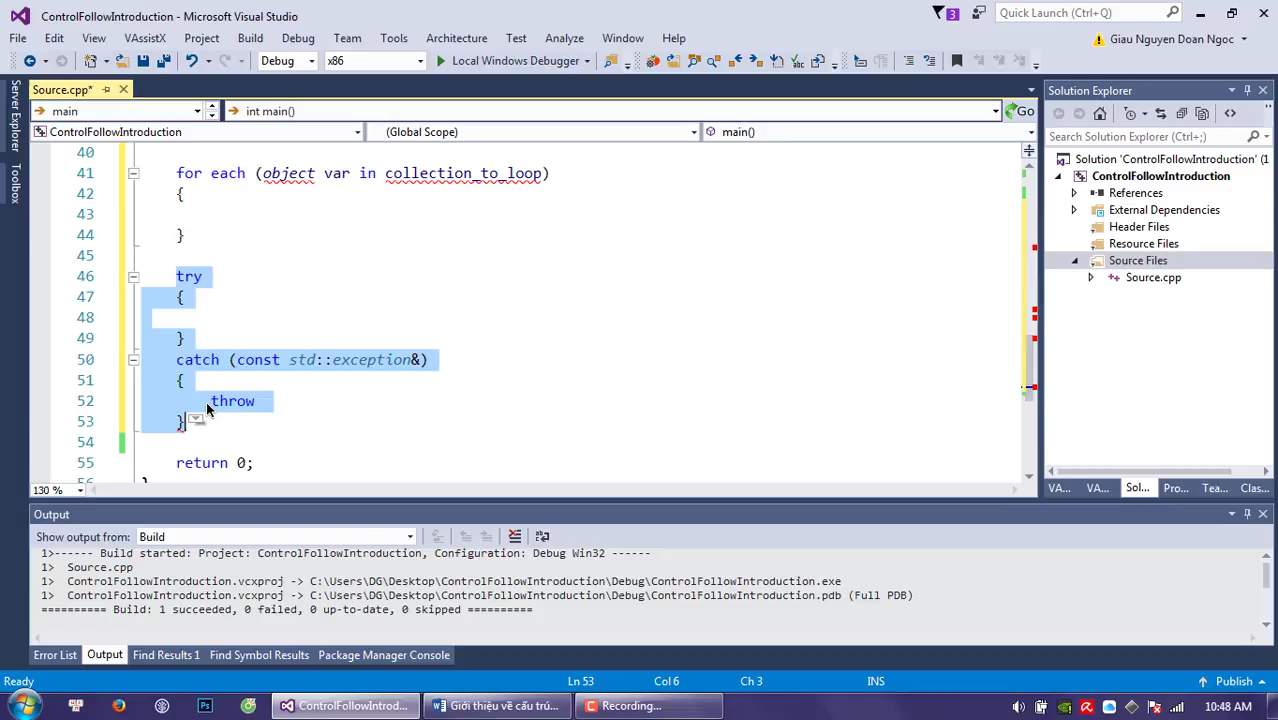 ControlFollowIntroduction - Microsoft Visual Studio
3
Quick Launch (Ctrl+Q)
File Edit View VAssistX Project Build Debug Team Tools Architecture Test Analyze Window Help
Giau Nguyen Doan Ngoc
Debug x86 Local Windows Debugger
Source.cpp*
main int main() Go
ControlFollowIntroduction (Global Scope) main()
Server Explorer
Toolbox
40
41 for each (object var in collection_to_loop)
42 {
43
44 }
45
46 try
47 {
48
49 }
50 catch (const std::exception&)
51 {
52 throw
53 }
54
55 return 0;
56 }
130 %
Solution Explorer
Search Solution Explorer (Ctrl+;)
Solution 'ControlFollowIntroduction' (1
ControlFollowIntroduction
References
External Dependencies
Header Files
Resource Files
Source Files
Source.cpp
VA... VA... Sol... Pro... Tea... Clas...
Output
Show output from: Build
1>------ Build started: Project: ControlFollowIntroduction, Configuration: Debug Win32 ------
1> Source.cpp
1> ControlFollowIntroduction.vcxproj -> C:\Users\DG\Desktop\ControlFollowIntroduction\Debug\ControlFollowIntroduction.exe
1> ControlFollowIntroduction.vcxproj -> C:\Users\DG\Desktop\ControlFollowIntroduction\Debug\ControlFollowIntroduction.pdb (Full PDB)
========== Build: 1 succeeded, 0 failed, 0 up-to-date, 0 skipped ==========
Error List Output Find Results 1 Find Symbol Results Package Manager Console
Ready Ln 53 Col 6 Ch 3 INS Publish
Ps ControlFollowIntrod... Giới thiệu về cấu trú... Recording... 10:48 AM